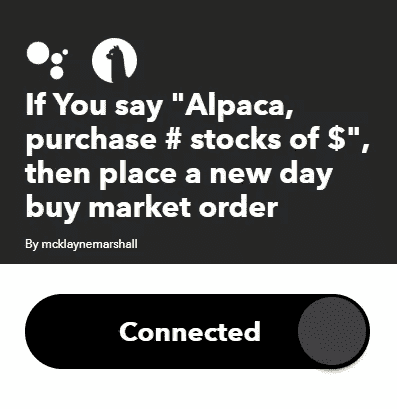 If You say "Alpaca,
purchase # stocks of $",
then place a new day
buy market order
By mcklaynemarshall
Connected